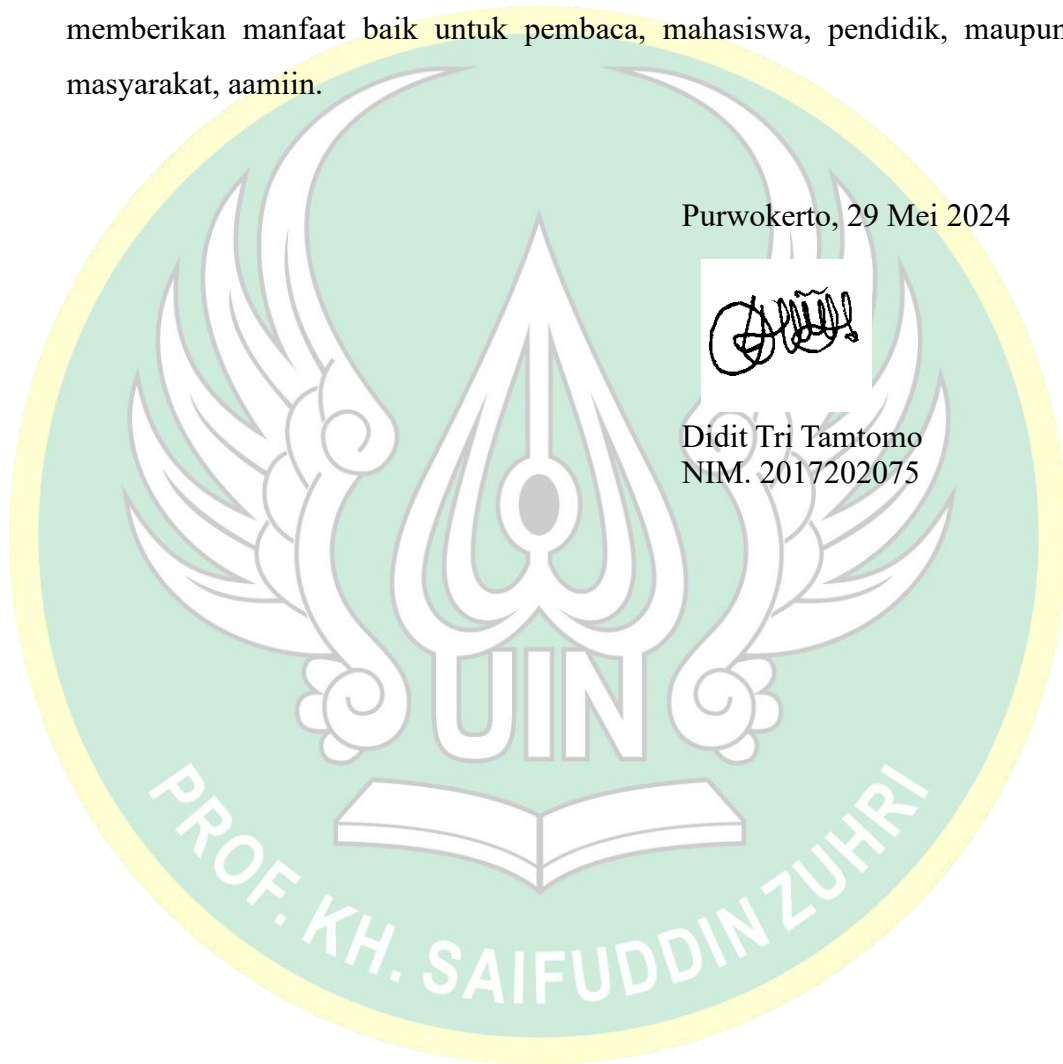 memberikan manfaat baik untuk pembaca, mahasiswa, pendidik, maupun
masyarakat, aamiin.
Purwokerto, 29 Mei 2024
Didit Tri Tamtomo
NIM. 2017202075
UIN
PROF. KH. SAIFUDDIN ZUHRI